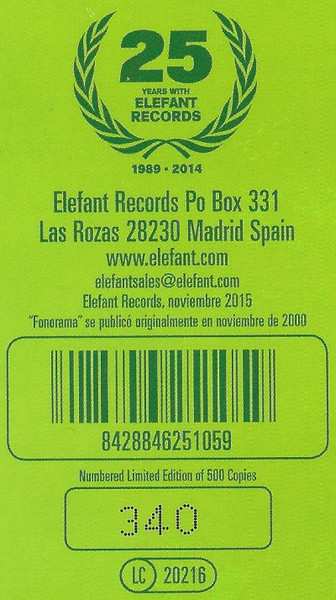 25
YEARS WITH
ELEFANT
RECORDS
1989 · 2014
Elefant Records Po Box 331
Las Rozas 28230 Madrid Spain
www.elefant.com
elefantsales@elefant.com
Elefant Records, noviembre 2015
"Fonorama" se publicó originalmente en noviembre de 2000
8428846251059
Numbered Limited Edition of 500 Copies
340
LC 20216